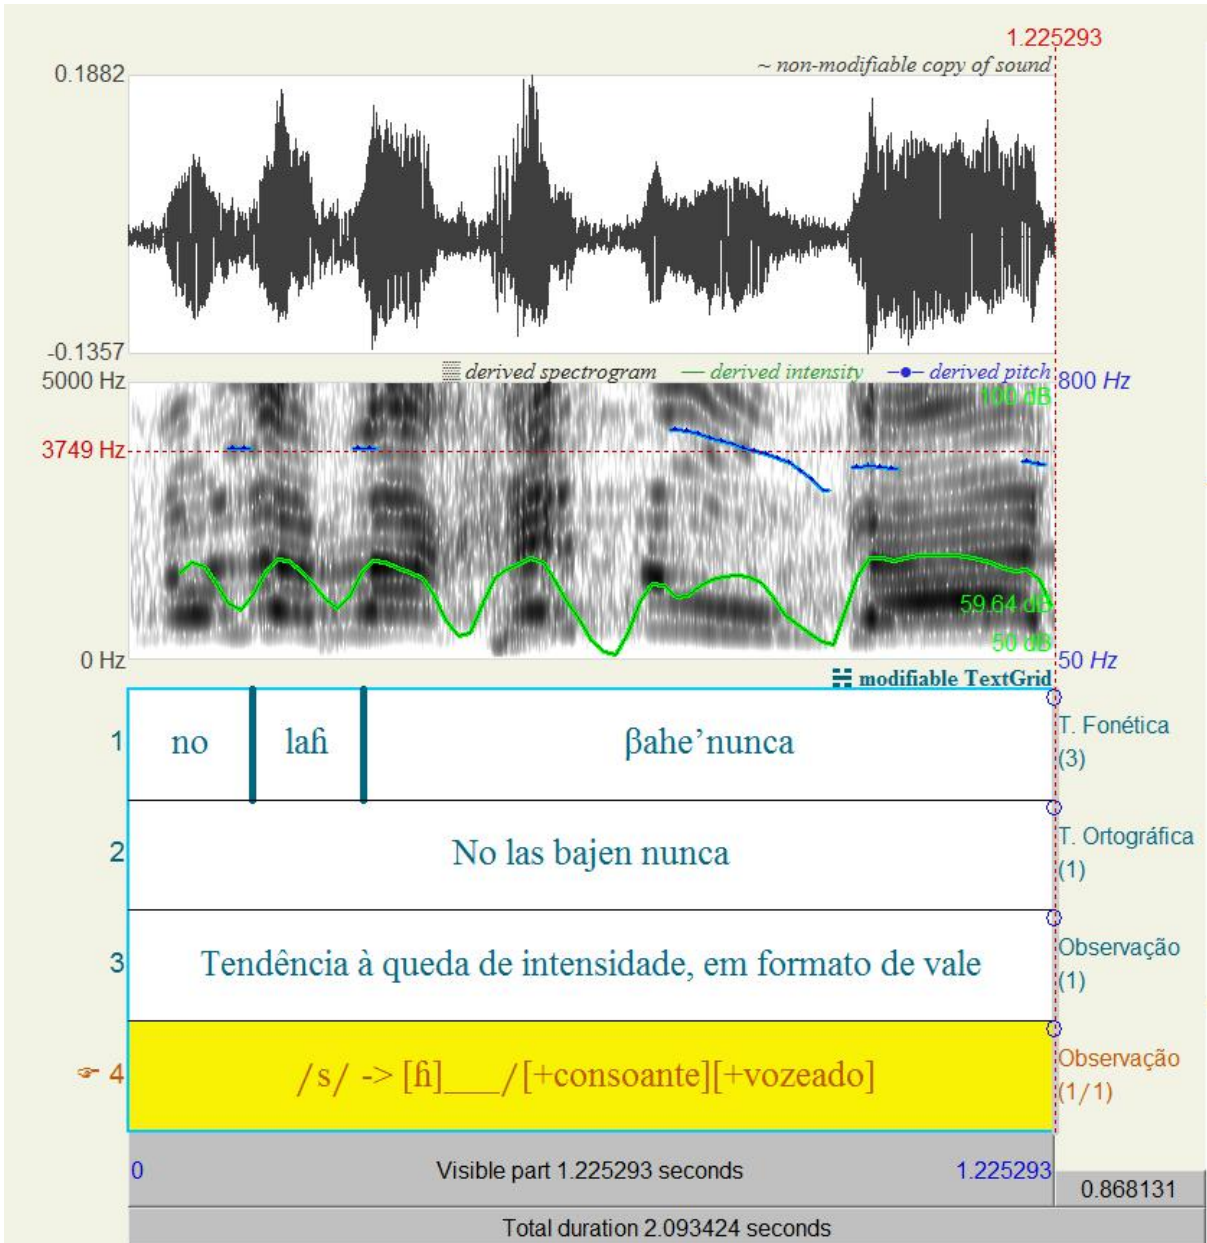 1.225293
~ non-modifiable copy of sound
0.1882
-0.1357
derived spectrogram — derived intensity derived pitch
5000 Hz
800 Hz
100 dB
3749 Hz
59.64 dB
50 dB
0 Hz
50 Hz
modifiable TextGrid
1 no laɦ βahe’nunca T. Fonética
(3)
2 No las bajen nunca T. Ortográfica
(1)
3 Tendência à queda de intensidade, em formato de vale Observação
(1)
4 /s/ -> [ɦ]___/[+consoante][+vozeado] Observação
(1/1)
0 Visible part 1.225293 seconds 1.225293
0.868131
Total duration 2.093424 seconds